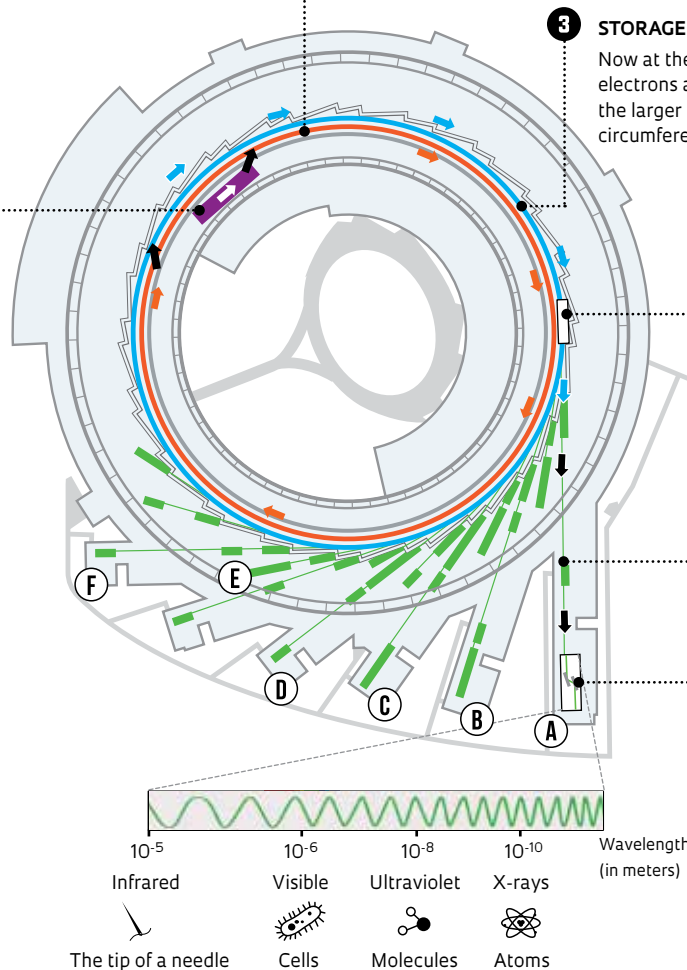 3 STORAGE
Now at the
electrons a
the larger
circumfere
F
E
D
C
B
A
10-5 10-6 10-8 10-10 Wavelength
(in meters)
Infrared Visible Ultraviolet X-rays
The tip of a needle Cells Molecules Atoms